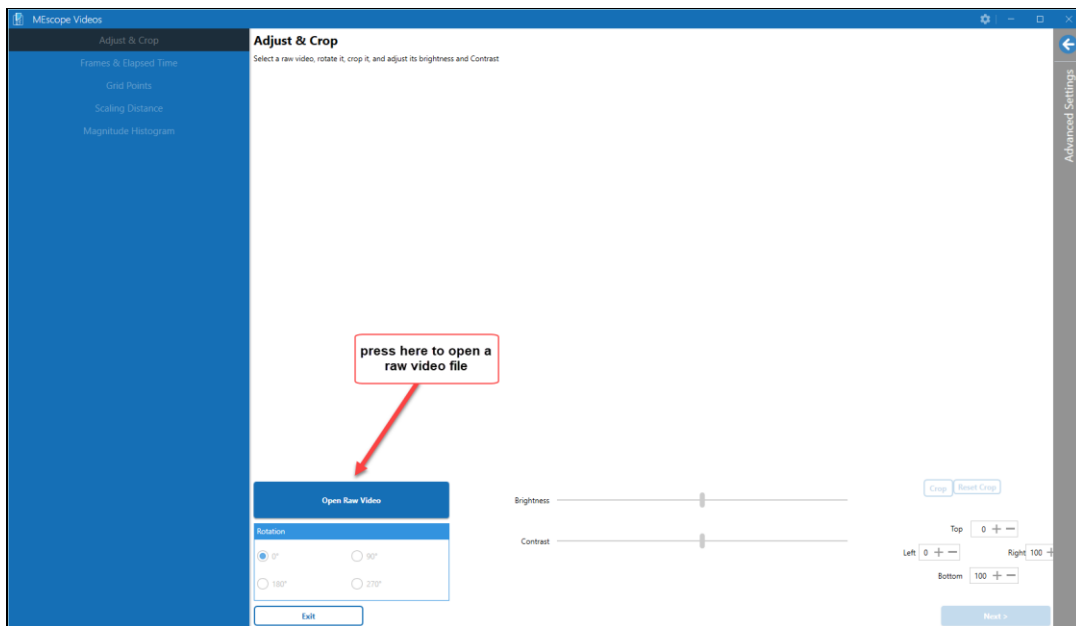 MEscope Videos
Adjust & Crop
Frames & Elapsed Time
Grid Points
Scaling Distance
Magnitude Histogram
Adjust & Crop
Select a raw video, rotate it, crop it, and adjust its brightness and Contrast
Advanced Settings
press here to open a
raw video file
Open Raw Video
Rotation
0°
90°
180°
270°
Exit
Brightness
Contrast
Crop
Reset Crop
Top 0
Left 0
Right 100
Bottom 100
Next >